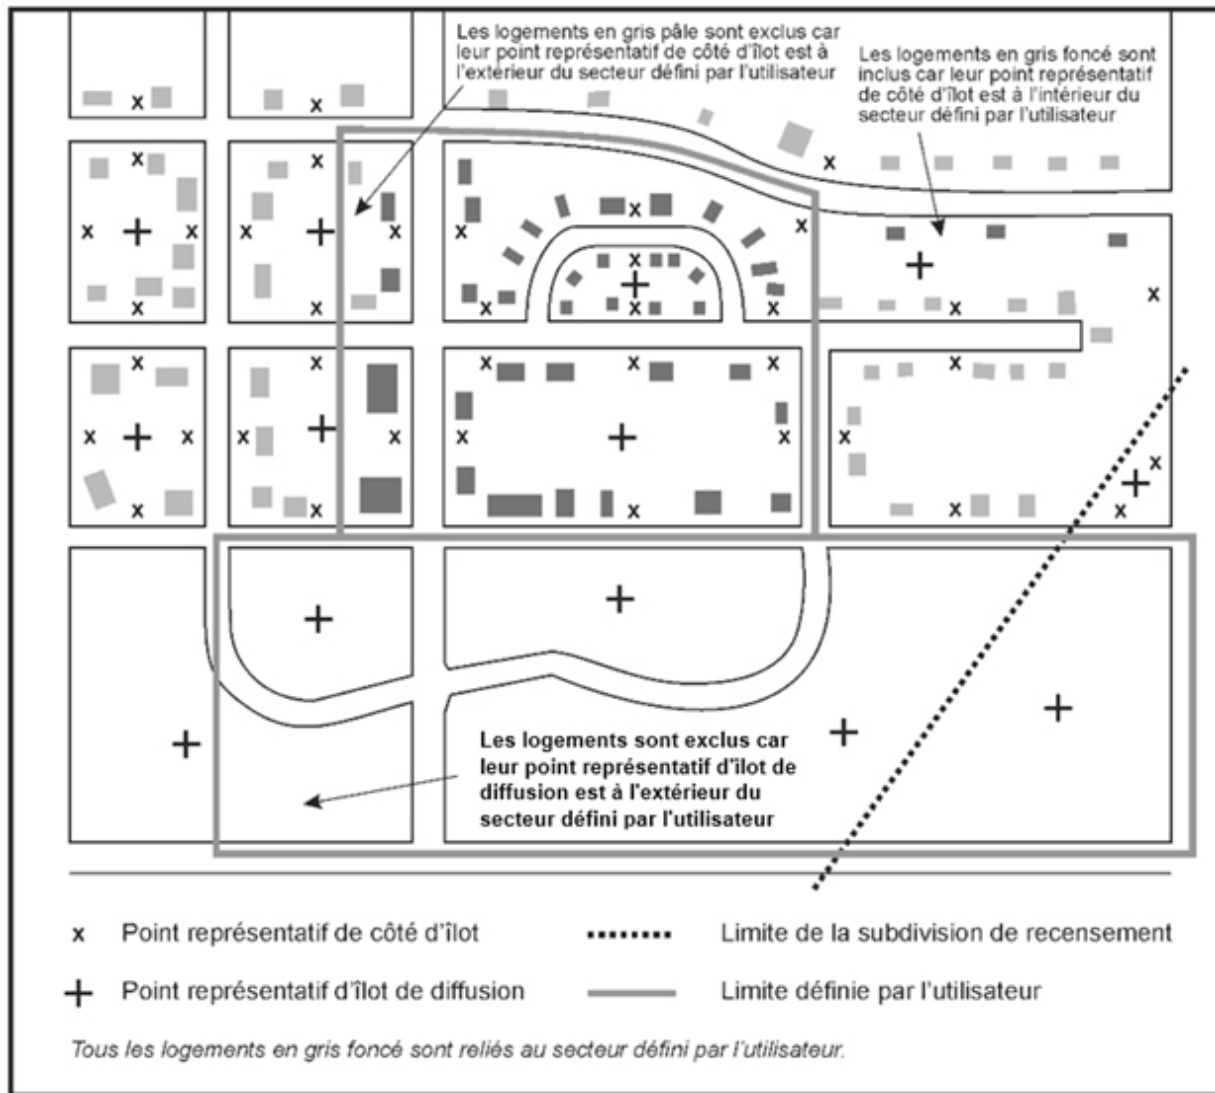 Les logements en gris pâle sont exclus car
leur point représentatif de côté d'îlot est à
l'extérieur du secteur défini par l'utilisateur
Les logements en gris foncé sont
inclus car leur point représentatif
de côté d'îlot est à l'intérieur du
secteur défini par l'utilisateur
Les logements sont exclus car
leur point représentatif d'îlot de
diffusion est à l'extérieur du
secteur défini par l'utilisateur
x Point représentatif de côté d'îlot
Limite de la subdivision de recensement
+ Point représentatif d'îlot de diffusion
Limite définie par l'utilisateur
Tous les logements en gris foncé sont reliés au secteur défini par l'utilisateur.